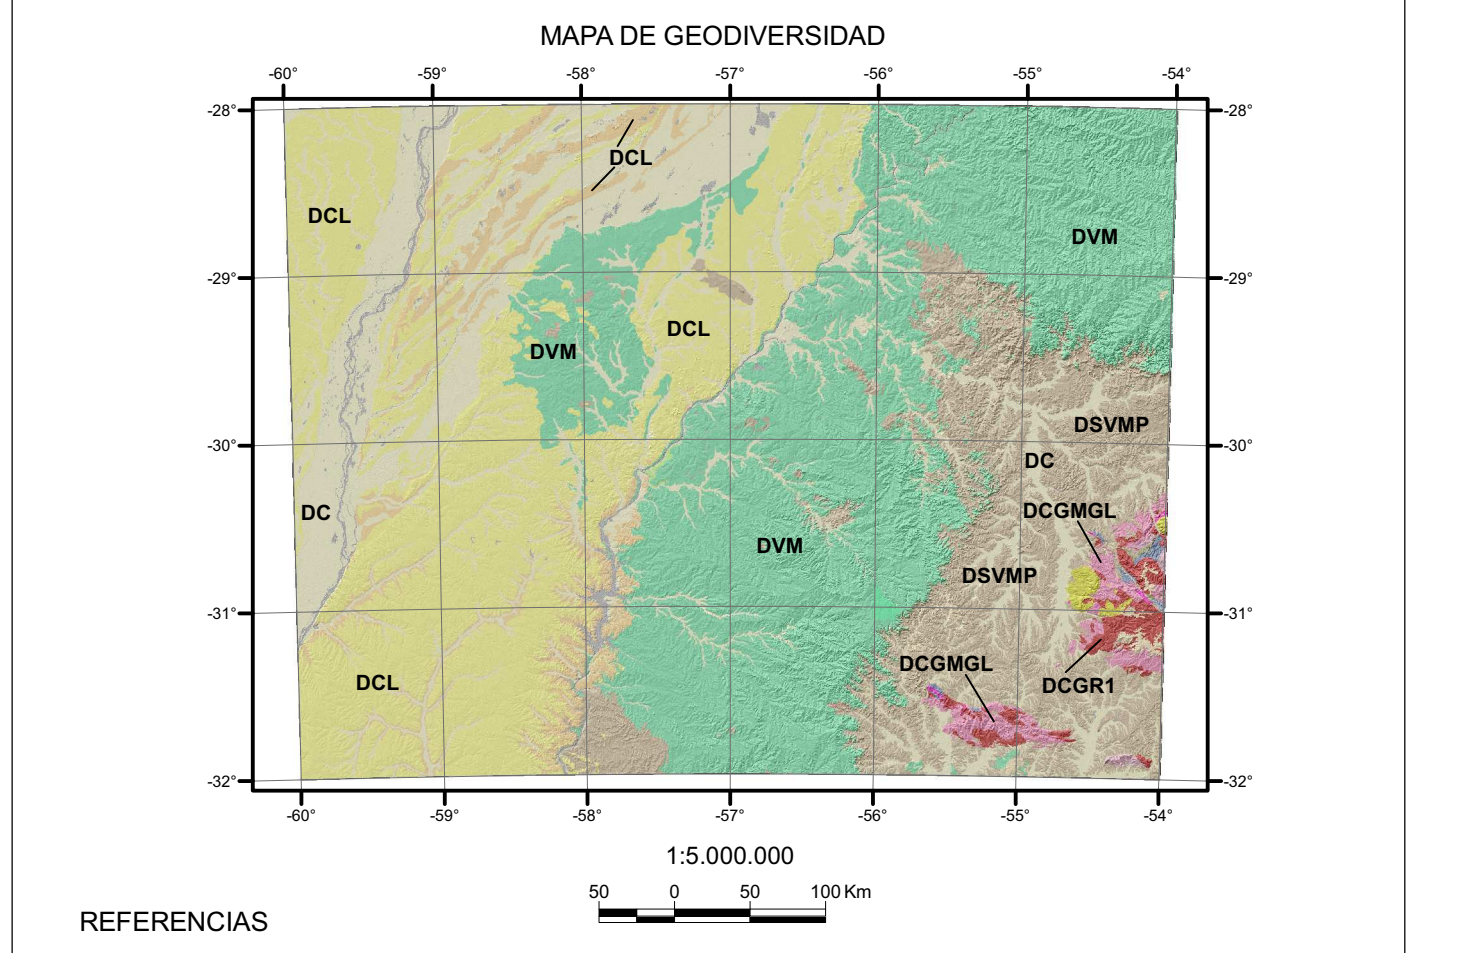 MAPA DE GEODIVERSIDAD
-60° -59° -58° -57° -56° -55° -54°
-28° -28°
DCL
DCL
DVM
-29° -29°
DCL
DVM
DSVMP
-30° -30°
DC
DCGMGL
DC
DVM
DSVMP
-31° -31°
DCGMGL
DCL
DCGR1
-32° -32°
-60° -59° -58° -57° -56° -55° -54°
1:5.000.000
50 0 50 100 Km
REFERENCIAS